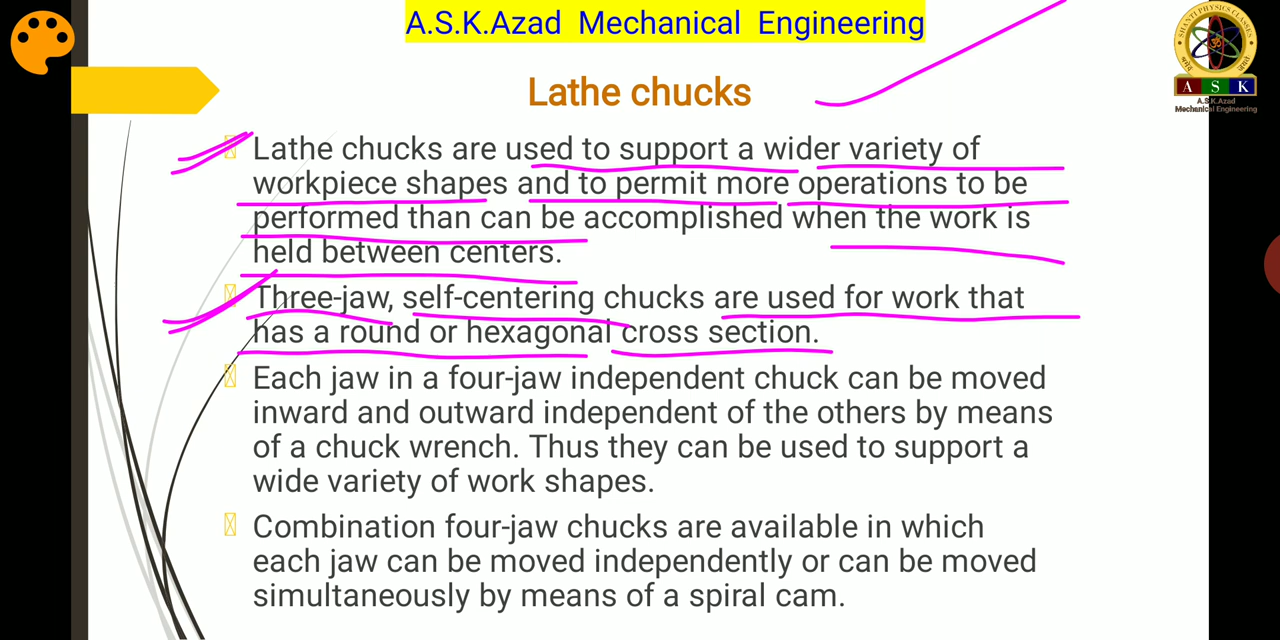 A.S.K.Azad Mechanical Engineering
Lathe chucks
Lathe chucks are used to support a wider variety of
workpiece shapes and to permit more operations to be
performed than can be accomplished when the work is
held between centers.
Three-jaw, self-centering chucks are used for work that
has a round or hexagonal cross section.
Each jaw in a four-jaw independent chuck can be moved
inward and outward independent of the others by means
of a chuck wrench. Thus they can be used to support a
wide variety of work shapes.
Combination four-jaw chucks are available in which
each jaw can be moved independently or can be moved
simultaneously by means of a spiral cam.
SHANTI PHYSICS CLASSES
A S K
A.S.K.Azad
Mechanical Engineering